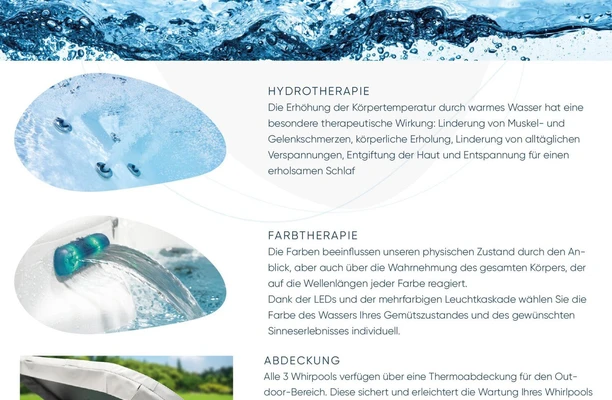 HYDROTHERAPIE
Die Erhöhung der Körpertemperatur durch warmes Wasser hat eine
besondere therapeutische Wirkung: Linderung von Muskel- und
Gelenkschmerzen, körperliche Erholung, Linderung von alltäglichen
Verspannungen, Entgiftung der Haut und Entspannung für einen
erholsamen Schlaf
FARBTHERAPIE
Die Farben beeinflussen unseren physischen Zustand durch den An-
blick, aber auch über die Wahrnehmung des gesamten Körpers, der
auf die Wellenlängen jeder Farbe reagiert.
Dank der LEDs und der mehrfarbigen Leuchtkaskade wählen Sie die
Farbe des Wassers Ihres Gemütszustandes und des gewünschten
Sinneserlebnisses individuell.
ABDECKUNG
Alle 3 Whirpools verfügen über eine Thermoabdeckung für den Out-
door-Bereich. Diese sichert und erleichtert die Wartung Ihres Whirlpools